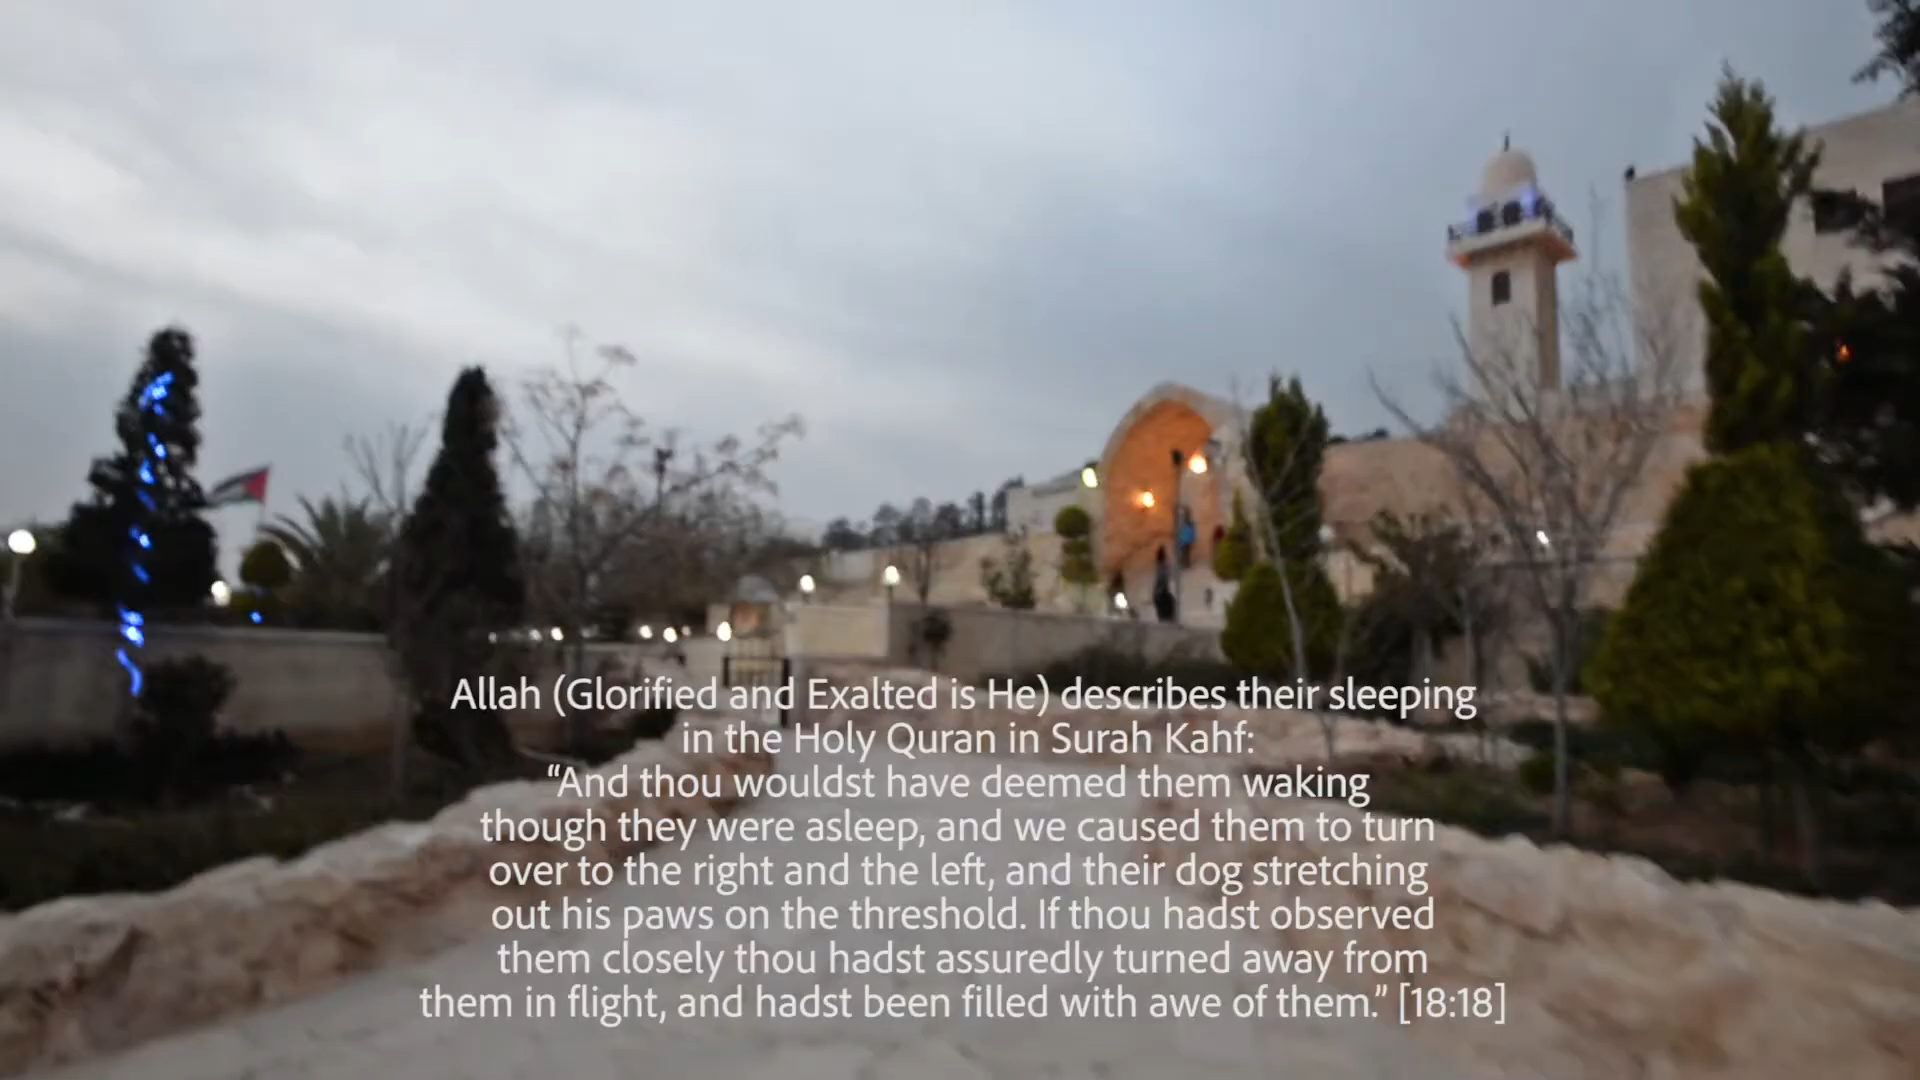 Allah (Glorified and Exalted is He) describes their sleeping
in the Holy Quran in Surah Kahf:
“And thou wouldst have deemed them waking
though they were asleep, and we caused them to turn
over to the right and the left, and their dog stretching
out his paws on the threshold. If thou hadst observed
them closely thou hadst assuredly turned away from
them in flight, and hadst been filled with awe of them.” [18:18]